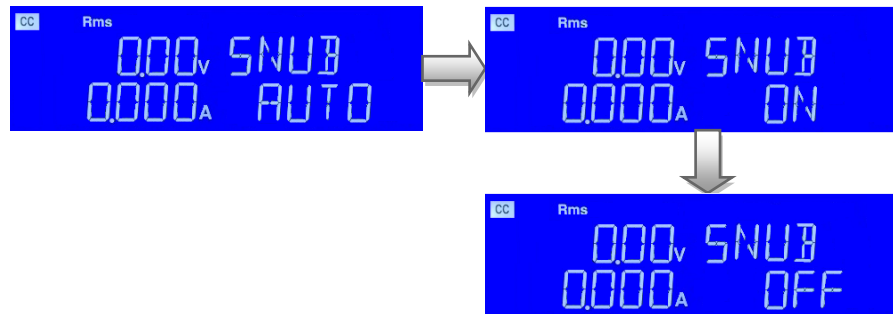 CC Rms
0.00V SNUB
0.000A AUTO
CC Rms
0.00V SNUB
0.000A ON
CC Rms
0.00V SNUB
0.000A OFF